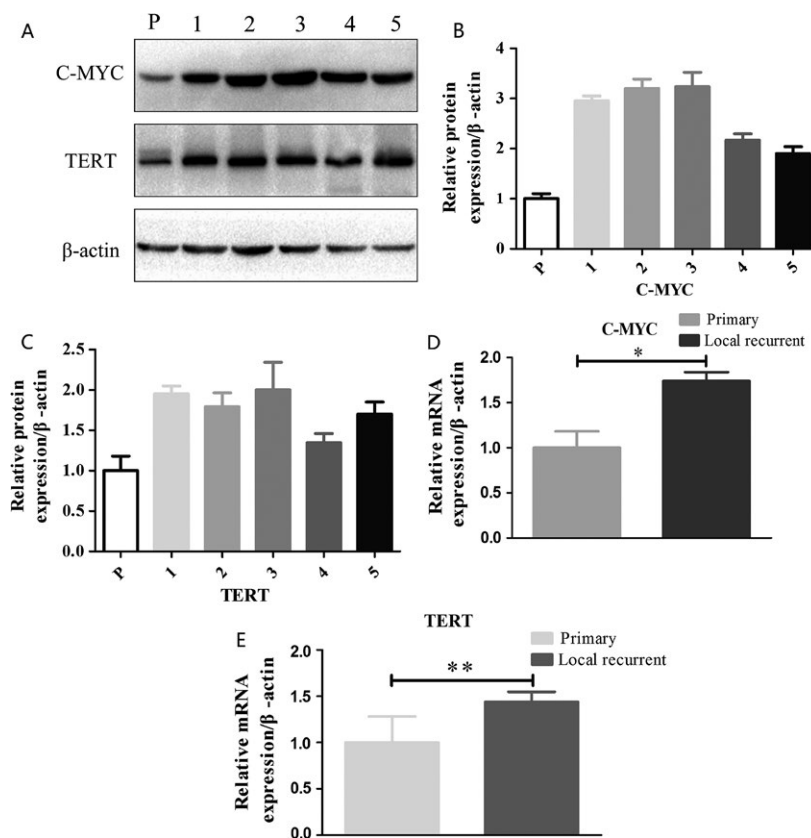 A
P 1 2 3 4 5
C-MYC
TERT
β-actin
B
Relative protein
expression/β -actin
4
3
2
1
0
P 1 2 3 4 5
C-MYC
C
Relative protein
expression/β -actin
2.5
2.0
1.5
1.0
0.5
0.0
P 1 2 3 4 5
TERT
D
C-MYC
Primary
Local recurrent
*
Relative mRNA
expression/β -actin
2.0
1.5
1.0
0.5
0.0
E
TERT
Primary
Local recurrent
**
Relative mRNA
expression/β -actin
2.0
1.5
1.0
0.5
0.0